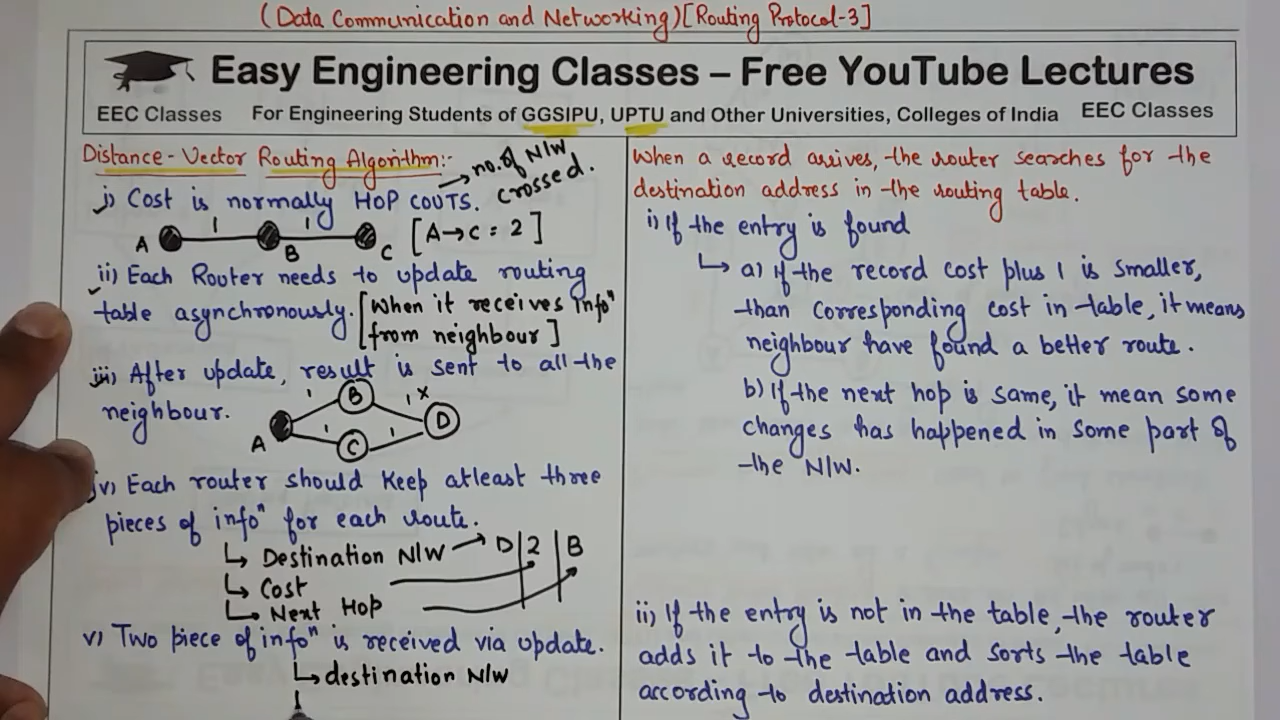 (Data Communication and Networking) [Routing Protocol-3]
Easy Engineering Classes – Free YouTube Lectures
EEC Classes For Engineering Students of GGSIPU, UPTU and Other Universities, Colleges of India EEC Classes
Distance-Vector Routing Algorithm:-
i) Cost is normally HOP COUTS. → no. of N/W crossed.
1 1
A B C [A→C = 2]
ii) Each Router needs to update routing
table asynchronously. [When it receives infoⁿ
from neighbour]
iii) After update, result is sent to all the
neighbour.
1 B 1 x
A D
1 C 1
iv) Each router should keep atleast three
pieces of infoⁿ for each route.
↳ Destination N/W → D | 2 | B
↳ Cost
↳ Next Hop
v) Two piece of infoⁿ is received via update.
↳ destination N/W
When a record arrives, the router searches for the
destination address in the routing table.
i) If the entry is found
↳ a) if the record cost plus 1 is smaller,
than corresponding cost in table, it means
neighbour have found a better route.
b) If the next hop is same, it mean some
changes has happened in some part of
the N/W.
ii) If the entry is not in the table, the router
adds it to the table and sorts the table
according to destination address.